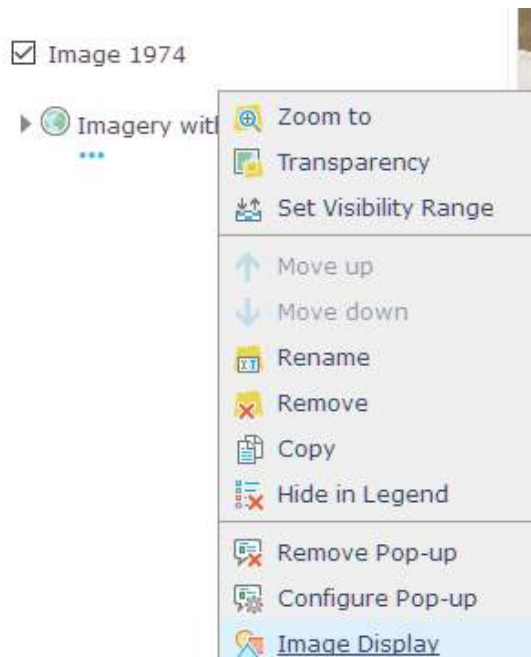 Image 1974
Imagery with
Zoom to
Transparency
Set Visibility Range
Move up
Move down
Rename
Remove
Copy
Hide in Legend
Remove Pop-up
Configure Pop-up
Image Display